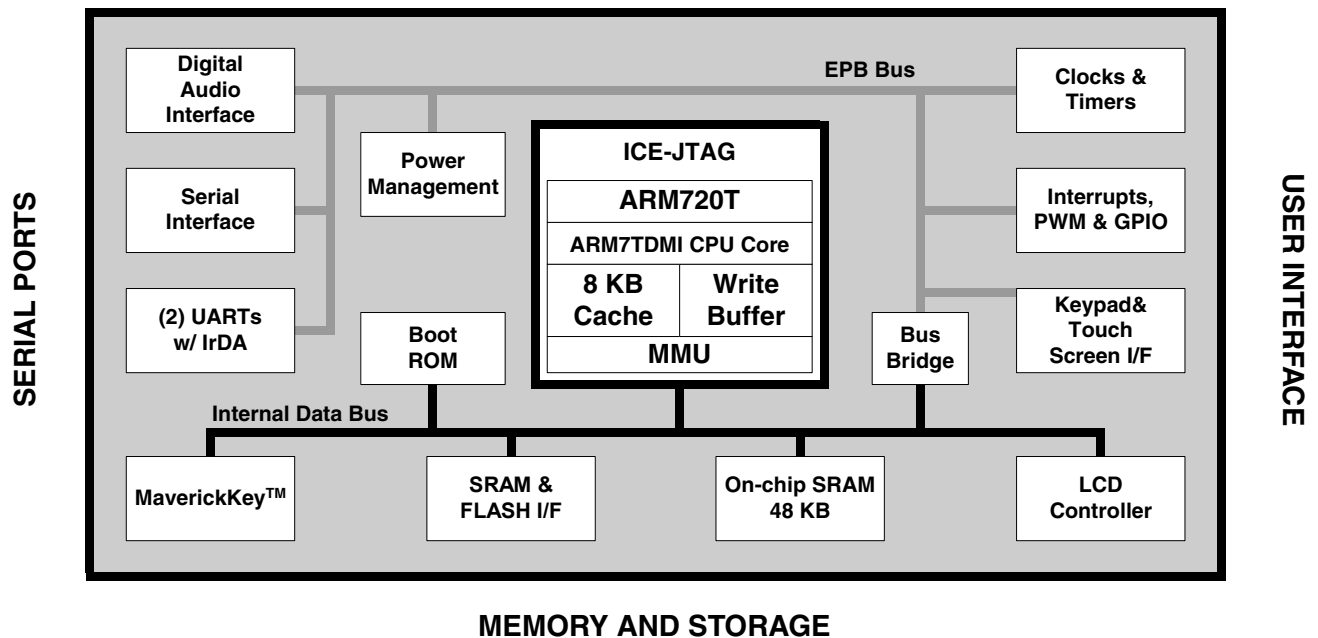 Digital
Audio
Interface
EPB Bus
Clocks &
Timers
Power
Management
ICE-JTAG
ARM720T
ARM7TDMI CPU Core
8 KB
Cache
Write
Buffer
MMU
Serial
Interface
Interrupts,
PWM & GPIO
(2) UARTs
w/ IrDA
Boot
ROM
Bus
Bridge
Keypad&
Touch
Screen I/F
Internal Data Bus
MaverickKey™
SRAM &
FLASH I/F
On-chip SRAM
48 KB
LCD
Controller
SERIAL PORTS
USER INTERFACE
MEMORY AND STORAGE